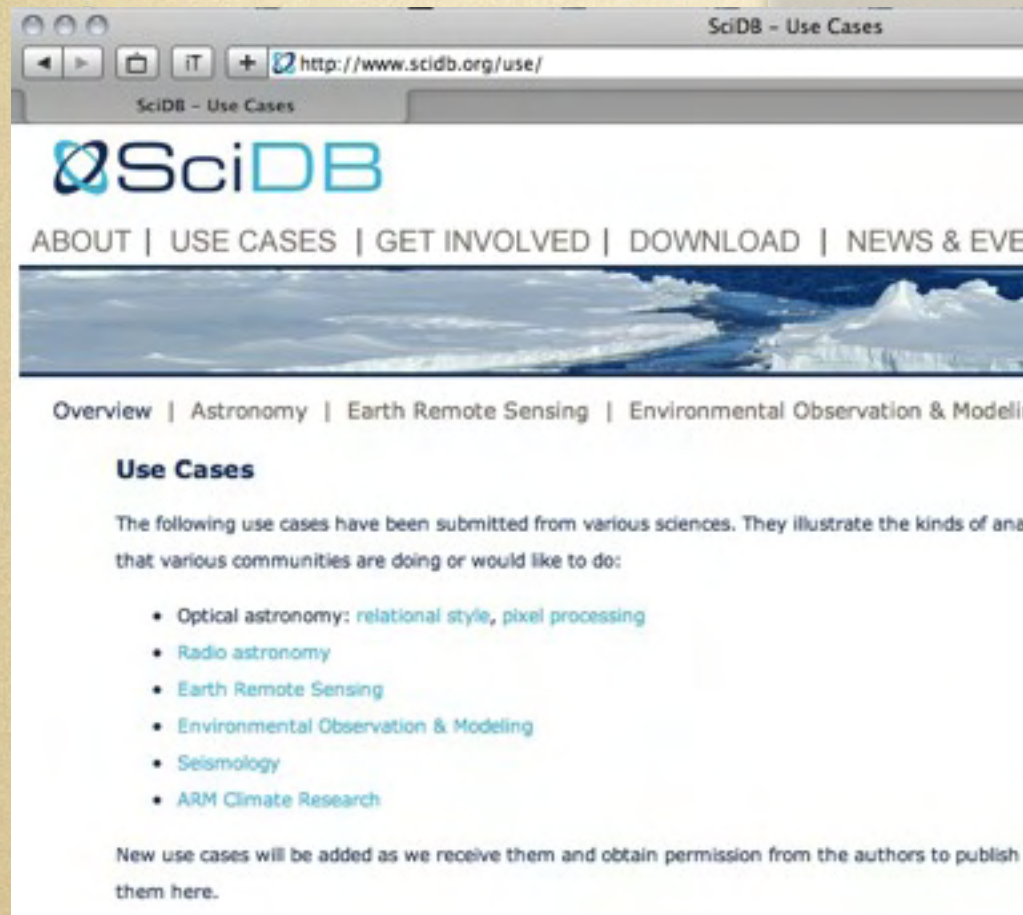 SciDB – Use Cases
iT + http://www.scidb.org/use/
SciDB – Use Cases
SciDB
ABOUT | USE CASES | GET INVOLVED | DOWNLOAD | NEWS & EVE
Overview | Astronomy | Earth Remote Sensing | Environmental Observation & Modeli
Use Cases
The following use cases have been submitted from various sciences. They illustrate the kinds of ana
that various communities are doing or would like to do:
• Optical astronomy: relational style, pixel processing
• Radio astronomy
• Earth Remote Sensing
• Environmental Observation & Modeling
• Seismology
• ARM Climate Research
New use cases will be added as we receive them and obtain permission from the authors to publish
them here.